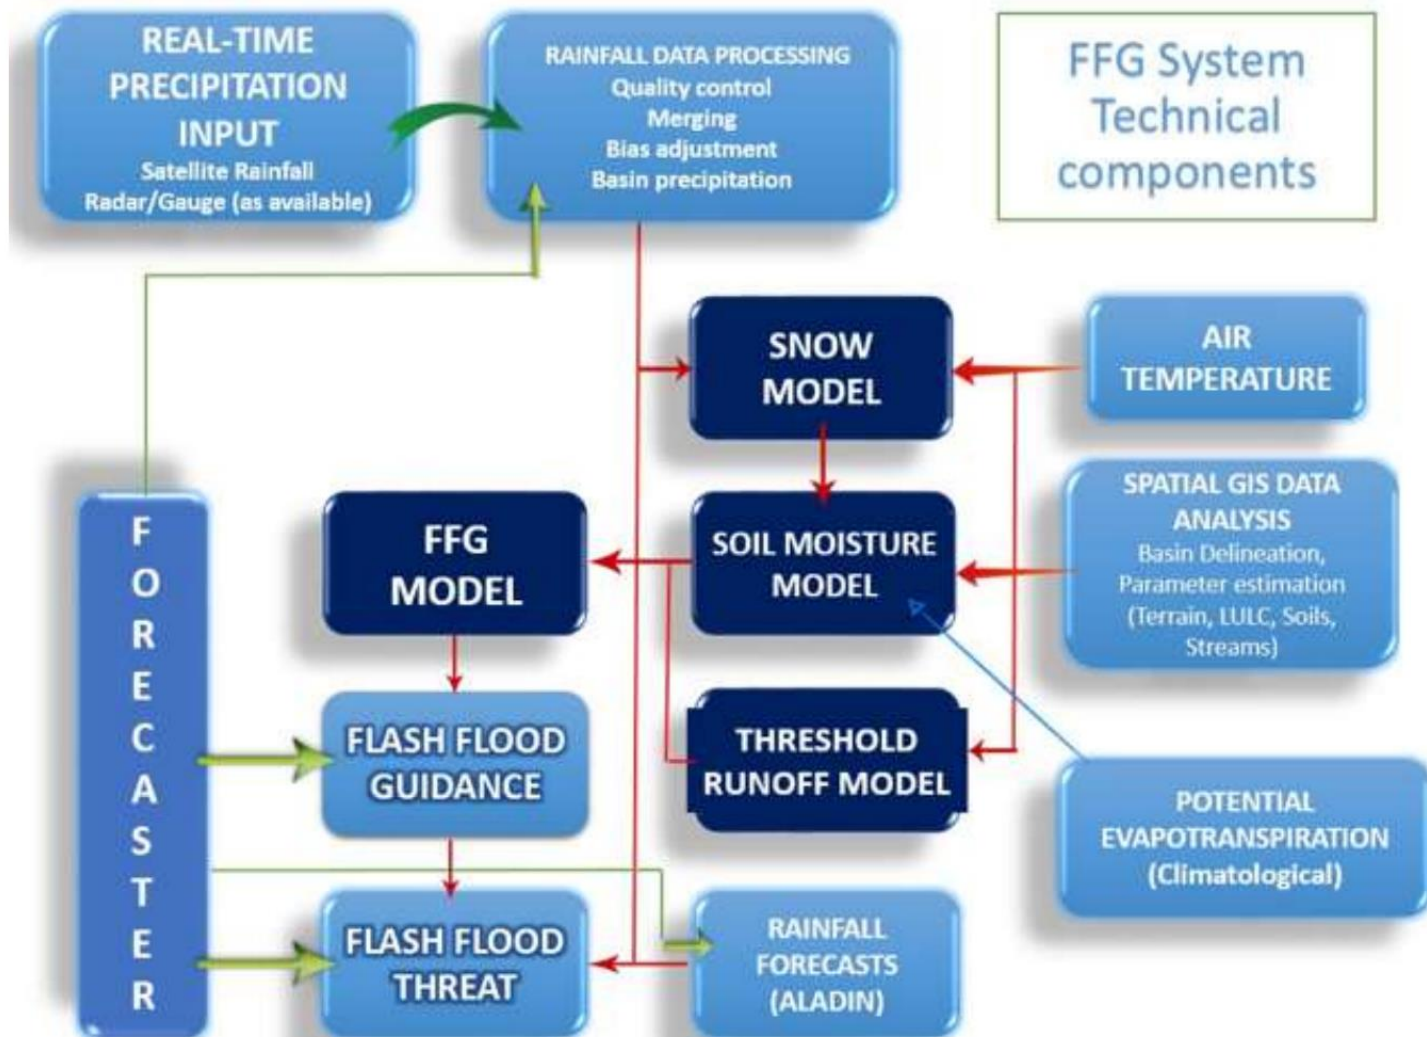 REAL-TIME
PRECIPITATION
INPUT
Satellite Rainfall
Radar/Gauge (as available)
RAINFALL DATA PROCESSING
Quality control
Merging
Bias adjustment
Basin precipitation
FFG System
Technical
components
SNOW
MODEL
AIR
TEMPERATURE
FORECASTER
FFG
MODEL
SOIL MOISTURE
MODEL
SPATIAL GIS DATA
ANALYSIS
Basin Delineation,
Parameter estimation
(Terrain, LULC, Soils,
Streams)
FLASH FLOOD
GUIDANCE
THRESHOLD
RUNOFF MODEL
POTENTIAL
EVAPOTRANSPIRATION
(Climatological)
FLASH FLOOD
THREAT
RAINFALL
FORECASTS
(ALADIN)